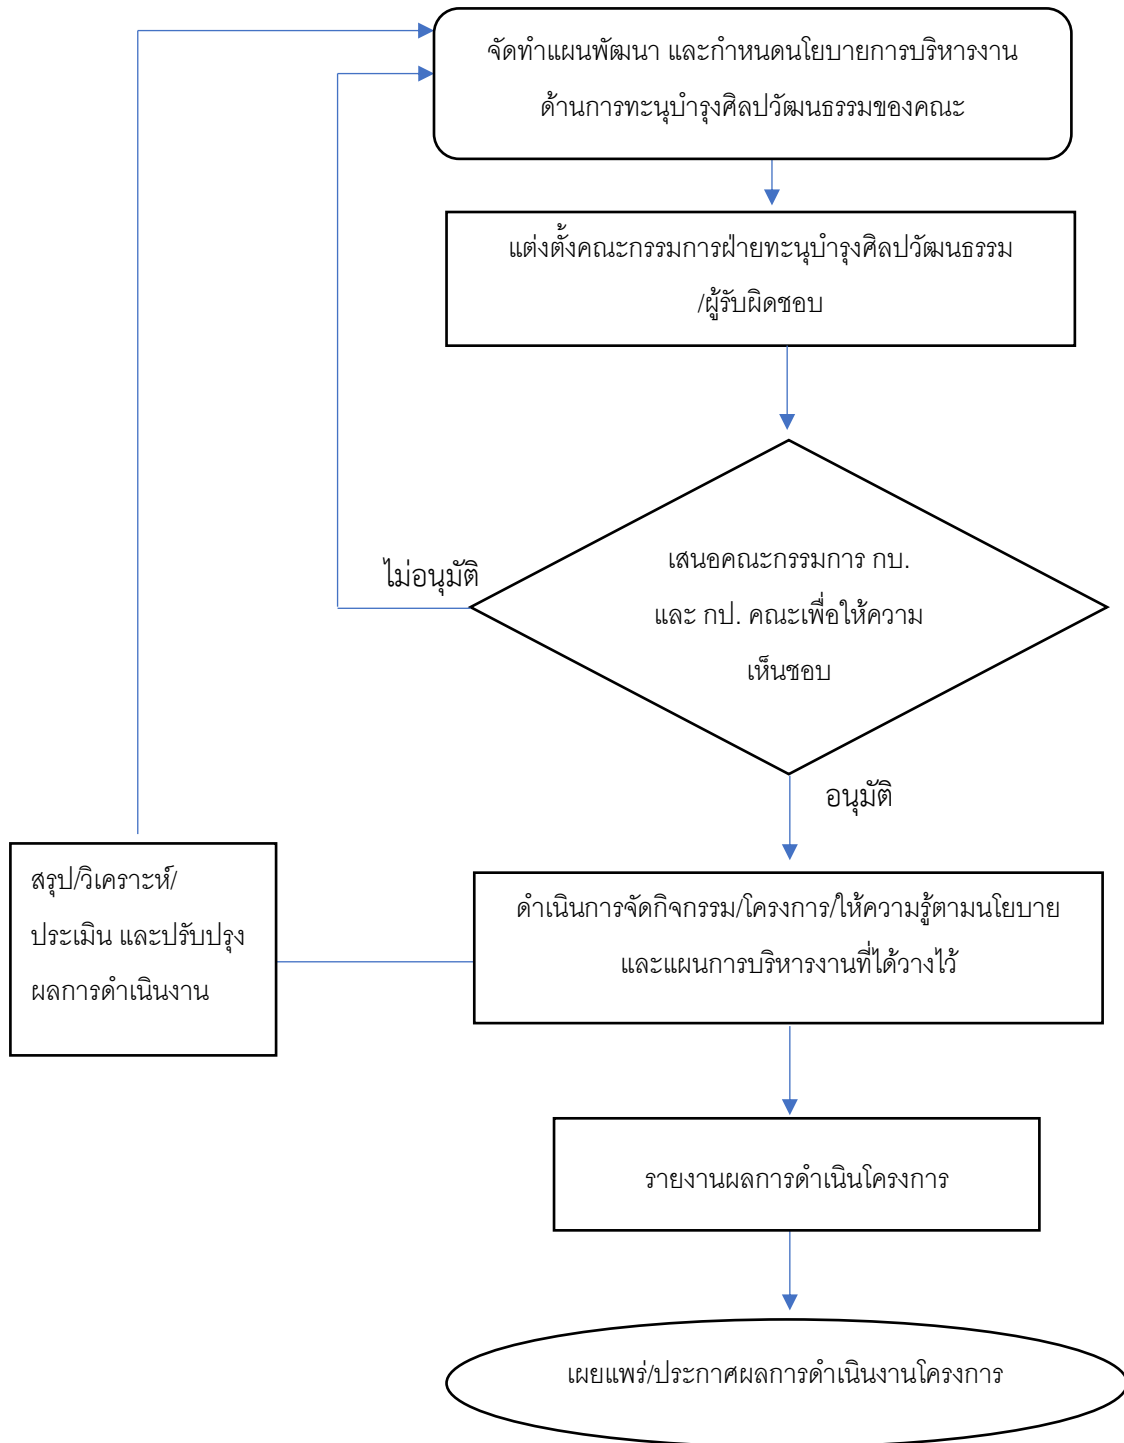 จัดทำแผนพัฒนา และกำหนดนโยบายการบริหารงาน
ด้านการทะนุบำรุงศิลปวัฒนธรรมของคณะ
แต่งตั้งคณะกรรมการฝ่ายทะนุบำรุงศิลปวัฒนธรรม
/ผู้รับผิดชอบ
เสนอคณะกรรมการ กบ.
และ กป. คณะเพื่อให้ความ
เห็นชอบ
ไม่อนุมัติ
อนุมัติ
สรุป/วิเคราะห์/
ประเมิน และปรับปรุง
ผลการดำเนินงาน
ดำเนินการจัดกิจกรรม/โครงการ/ให้ความรู้ตามนโยบาย
และแผนการบริหารงานที่ได้วางไว้
รายงานผลการดำเนินโครงการ
เผยแพร่/ประกาศผลการดำเนินงานโครงการ